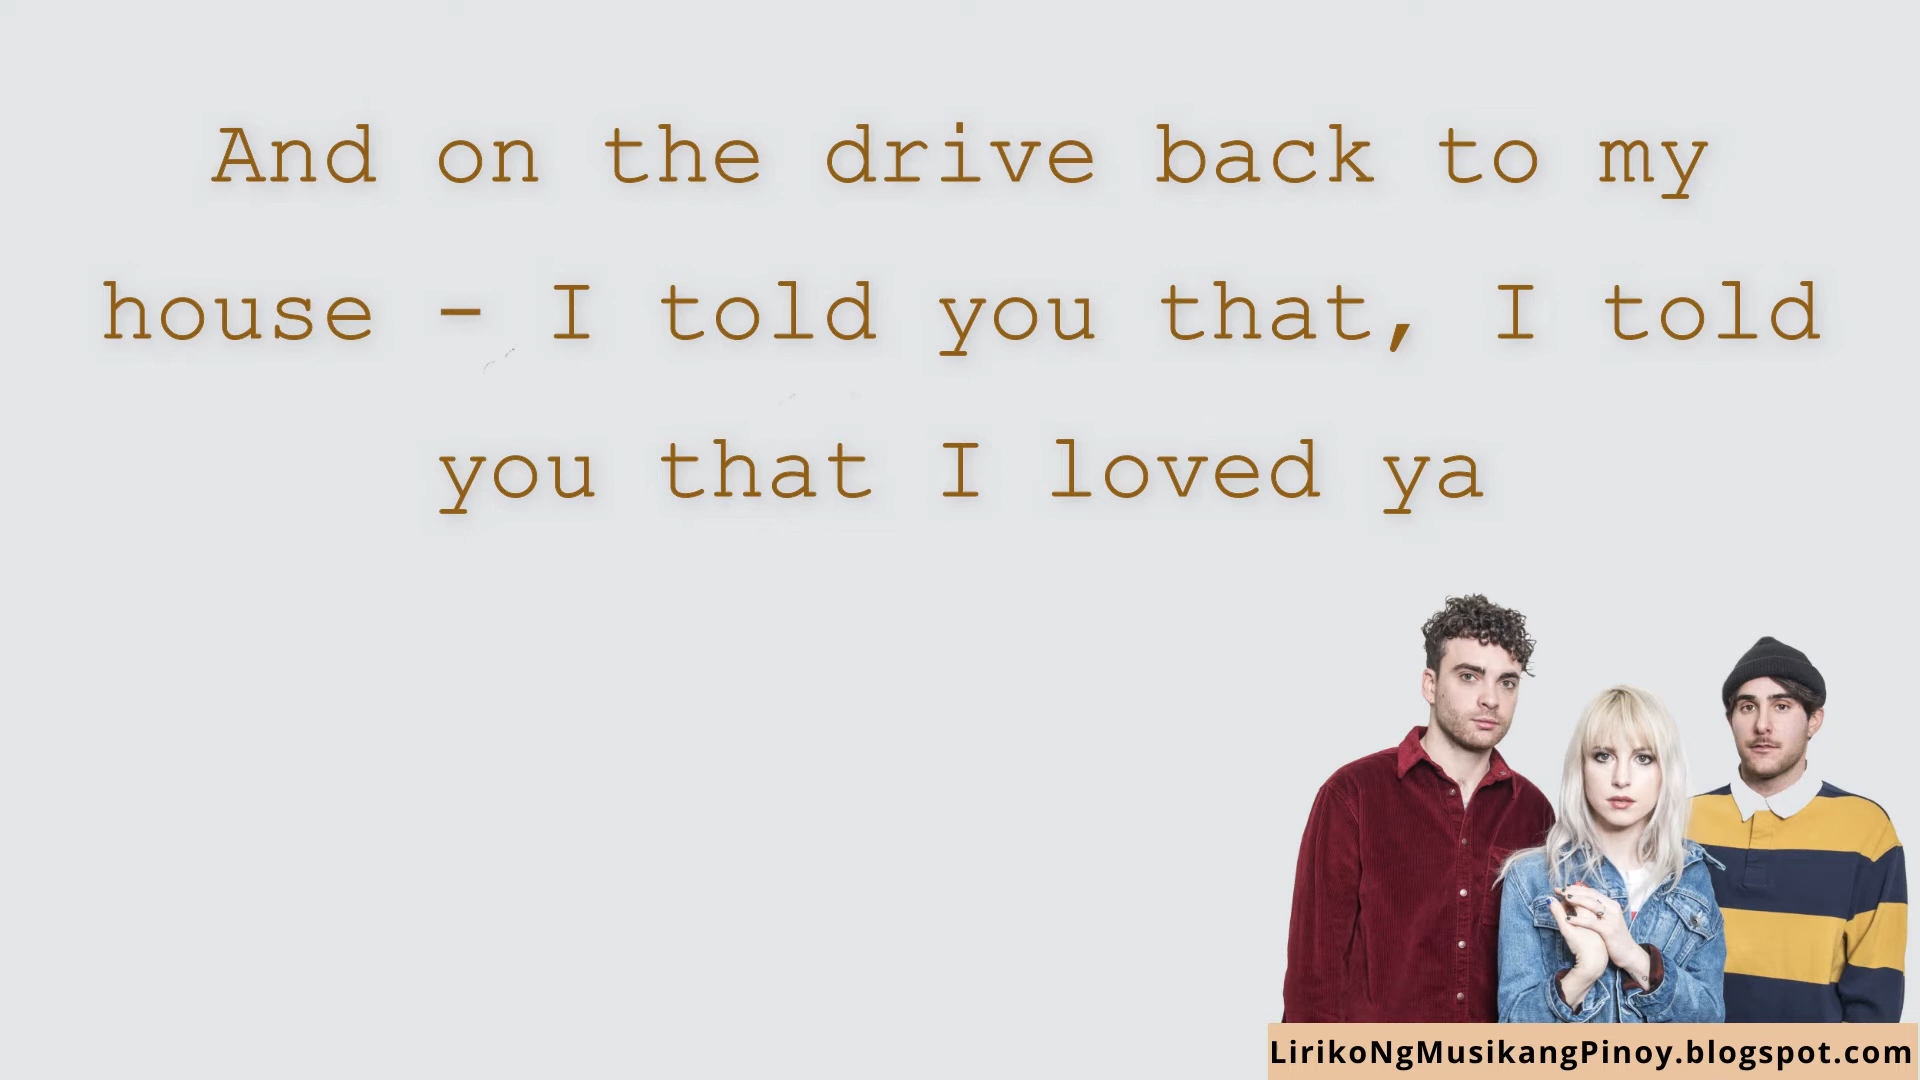 And on the drive back to my
house - I told you that, I told
you that I loved ya
LirikoNgMusikangPinoy.blogspot.com